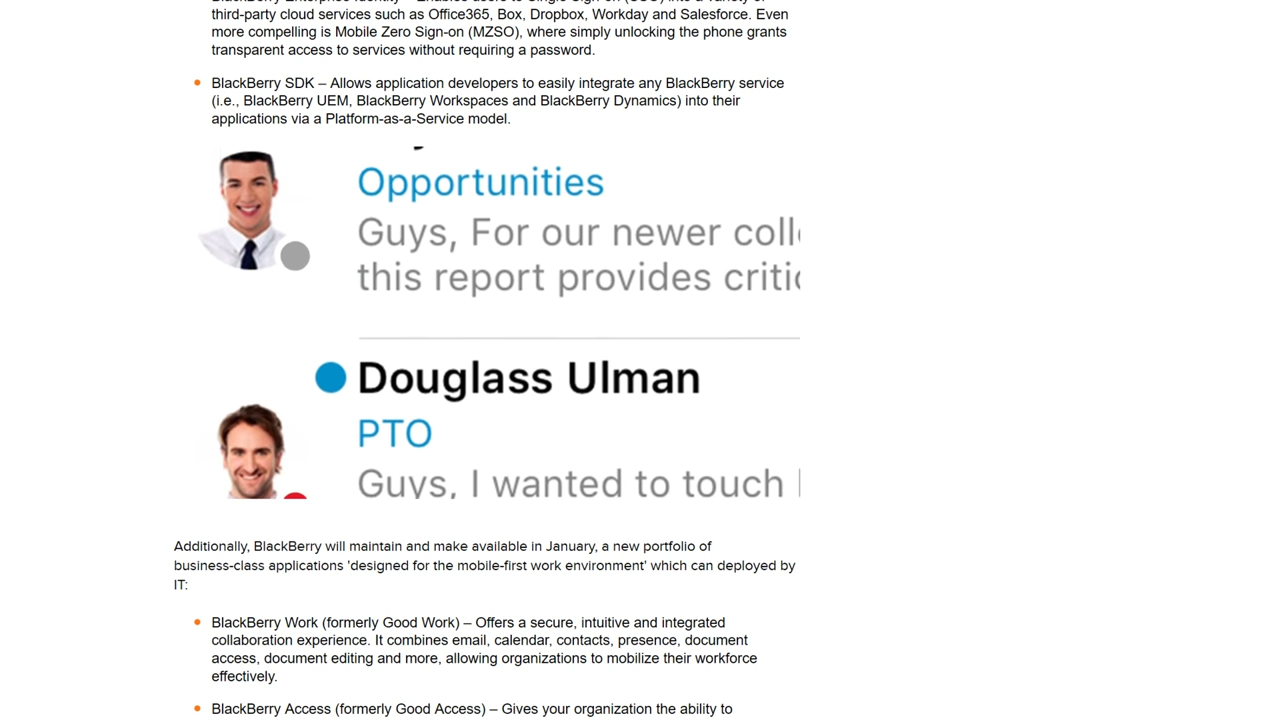 third-party cloud services such as Office365, Box, Dropbox, Workday and Salesforce. Even
more compelling is Mobile Zero Sign-on (MZSO), where simply unlocking the phone grants
transparent access to services without requiring a password.
BlackBerry SDK – Allows application developers to easily integrate any BlackBerry service
(i.e., BlackBerry UEM, BlackBerry Workspaces and BlackBerry Dynamics) into their
applications via a Platform-as-a-Service model.
Opportunities
Guys, For our newer
this report provides
Douglass Ulman
PTO
Guys, I wanted to touch
Additionally, BlackBerry will maintain and make available in January, a new portfolio of
business-class applications 'designed for the mobile-first work environment' which can deployed by
IT:
BlackBerry Work (formerly Good Work) – Offers a secure, intuitive and integrated
collaboration experience. It combines email, calendar, contacts, presence, document
access, document editing and more, allowing organizations to mobilize their workforce
effectively.
BlackBerry Access (formerly Good Access) – Gives your organization the ability to